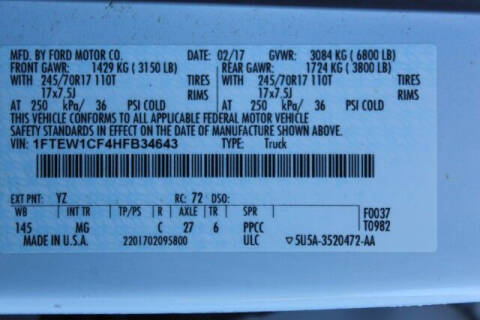 MFD. BY FORD MOTOR CO. DATE: 02/17 GVWR: 3084 KG ( 6800 LB)
FRONT GAWR: 1429 KG ( 3150 LB) REAR GAWR: 1724 KG ( 3800 LB)
WITH 245/70R17 110T TIRES WITH 245/70R17 110T TIRES
17x7.5J RIMS 17x7.5J RIMS
AT 250 kPa/ 36 PSI COLD AT 250 kPa/ 36 PSI COLD
THIS VEHICLE CONFORMS TO ALL APPLICABLE FEDERAL MOTOR VEHICLE
SAFETY STANDARDS IN EFFECT ON THE DATE OF MANUFACTURE SHOWN ABOVE.
VIN: 1FTEW1CF4HFB34643 TYPE: Truck
EXT PNT: YZ RC: 72 DSO:
WB INT TR TP/PS R AXLE TR SPR F0037
145 MG C 27 6 PPCC T0982
MADE IN U.S.A. 2201702095800 ULC ▽5U5A-3520472-AA